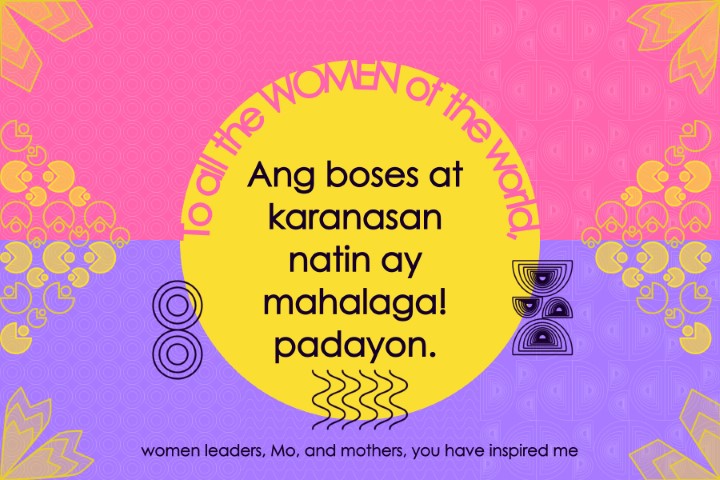 To all the WOMEN of the world,
Ang boses at
karanasan
natin ay
mahalaga!
padayon.
women leaders, Mo, and mothers, you have inspired me